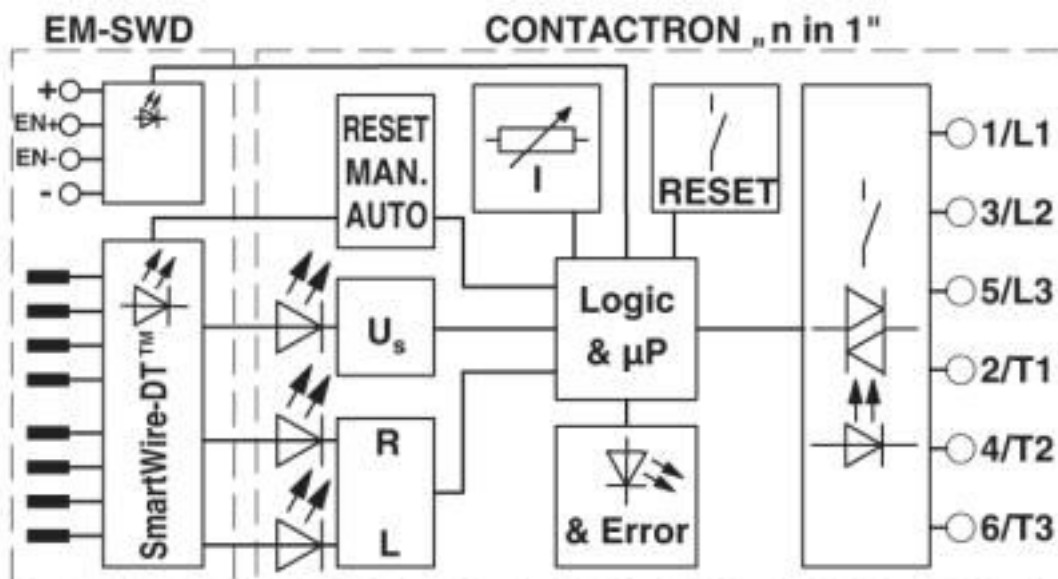 EM-SWD
CONTACTRON „n in 1"
+
EN+
EN-
-
RESET
MAN.
AUTO
I
RESET
SmartWire-DT™
Us
R
L
Logic
& µP
& Error
1/L1
3/L2
5/L3
2/T1
4/T2
6/T3